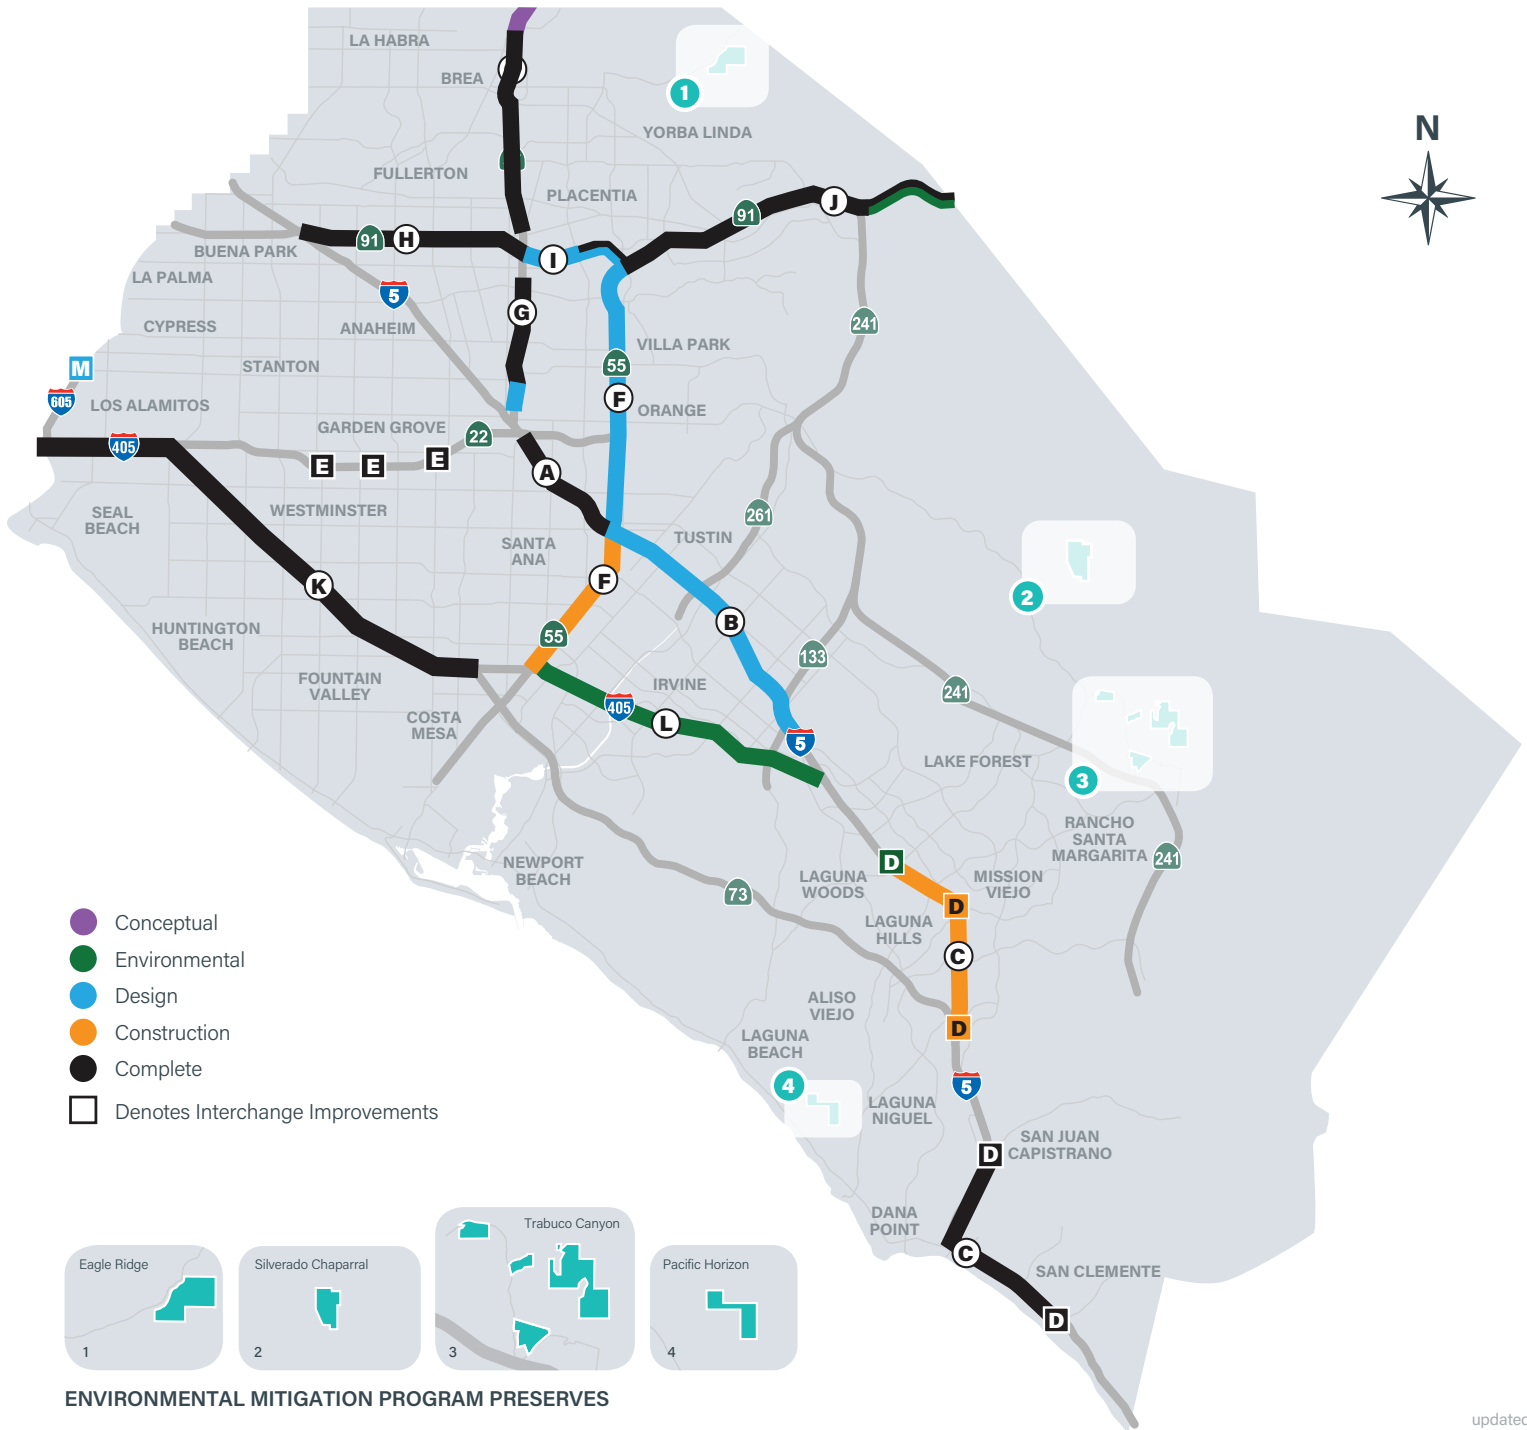 LA HABRA
BREA
1
YORBA LINDA
N
FULLERTON
PLACENTIA
J
91
91
H
BUENA PARK
I
LA PALMA
5
G
CYPRESS
ANAHEIM
241
VILLA PARK
M
STANTON
55
605
LOS ALAMITOS
F
ORANGE
GARDEN GROVE
22
405
E
E
E
A
SEAL
BEACH
WESTMINSTER
261
SANTA
ANA
TUSTIN
K
F
2
B
HUNTINGTON
BEACH
55
133
FOUNTAIN
VALLEY
IRVINE
241
405
COSTA
MESA
L
5
LAKE FOREST
3
RANCHO
SANTA
MARGARITA
241
NEWPORT
BEACH
D
LAGUNA
WOODS
MISSION
VIEJO
73
D
LAGUNA
HILLS
C
Conceptual
Environmental
Design
Construction
Complete
Denotes Interchange Improvements
ALISO
VIEJO
D
LAGUNA
BEACH
4
5
LAGUNA
NIGUEL
D
SAN JUAN
CAPISTRANO
DANA
POINT
C
SAN CLEMENTE
D
Eagle Ridge
1
Silverado Chaparral
2
Trabuco Canyon
3
Pacific Horizon
4
ENVIRONMENTAL MITIGATION PROGRAM PRESERVES
updated